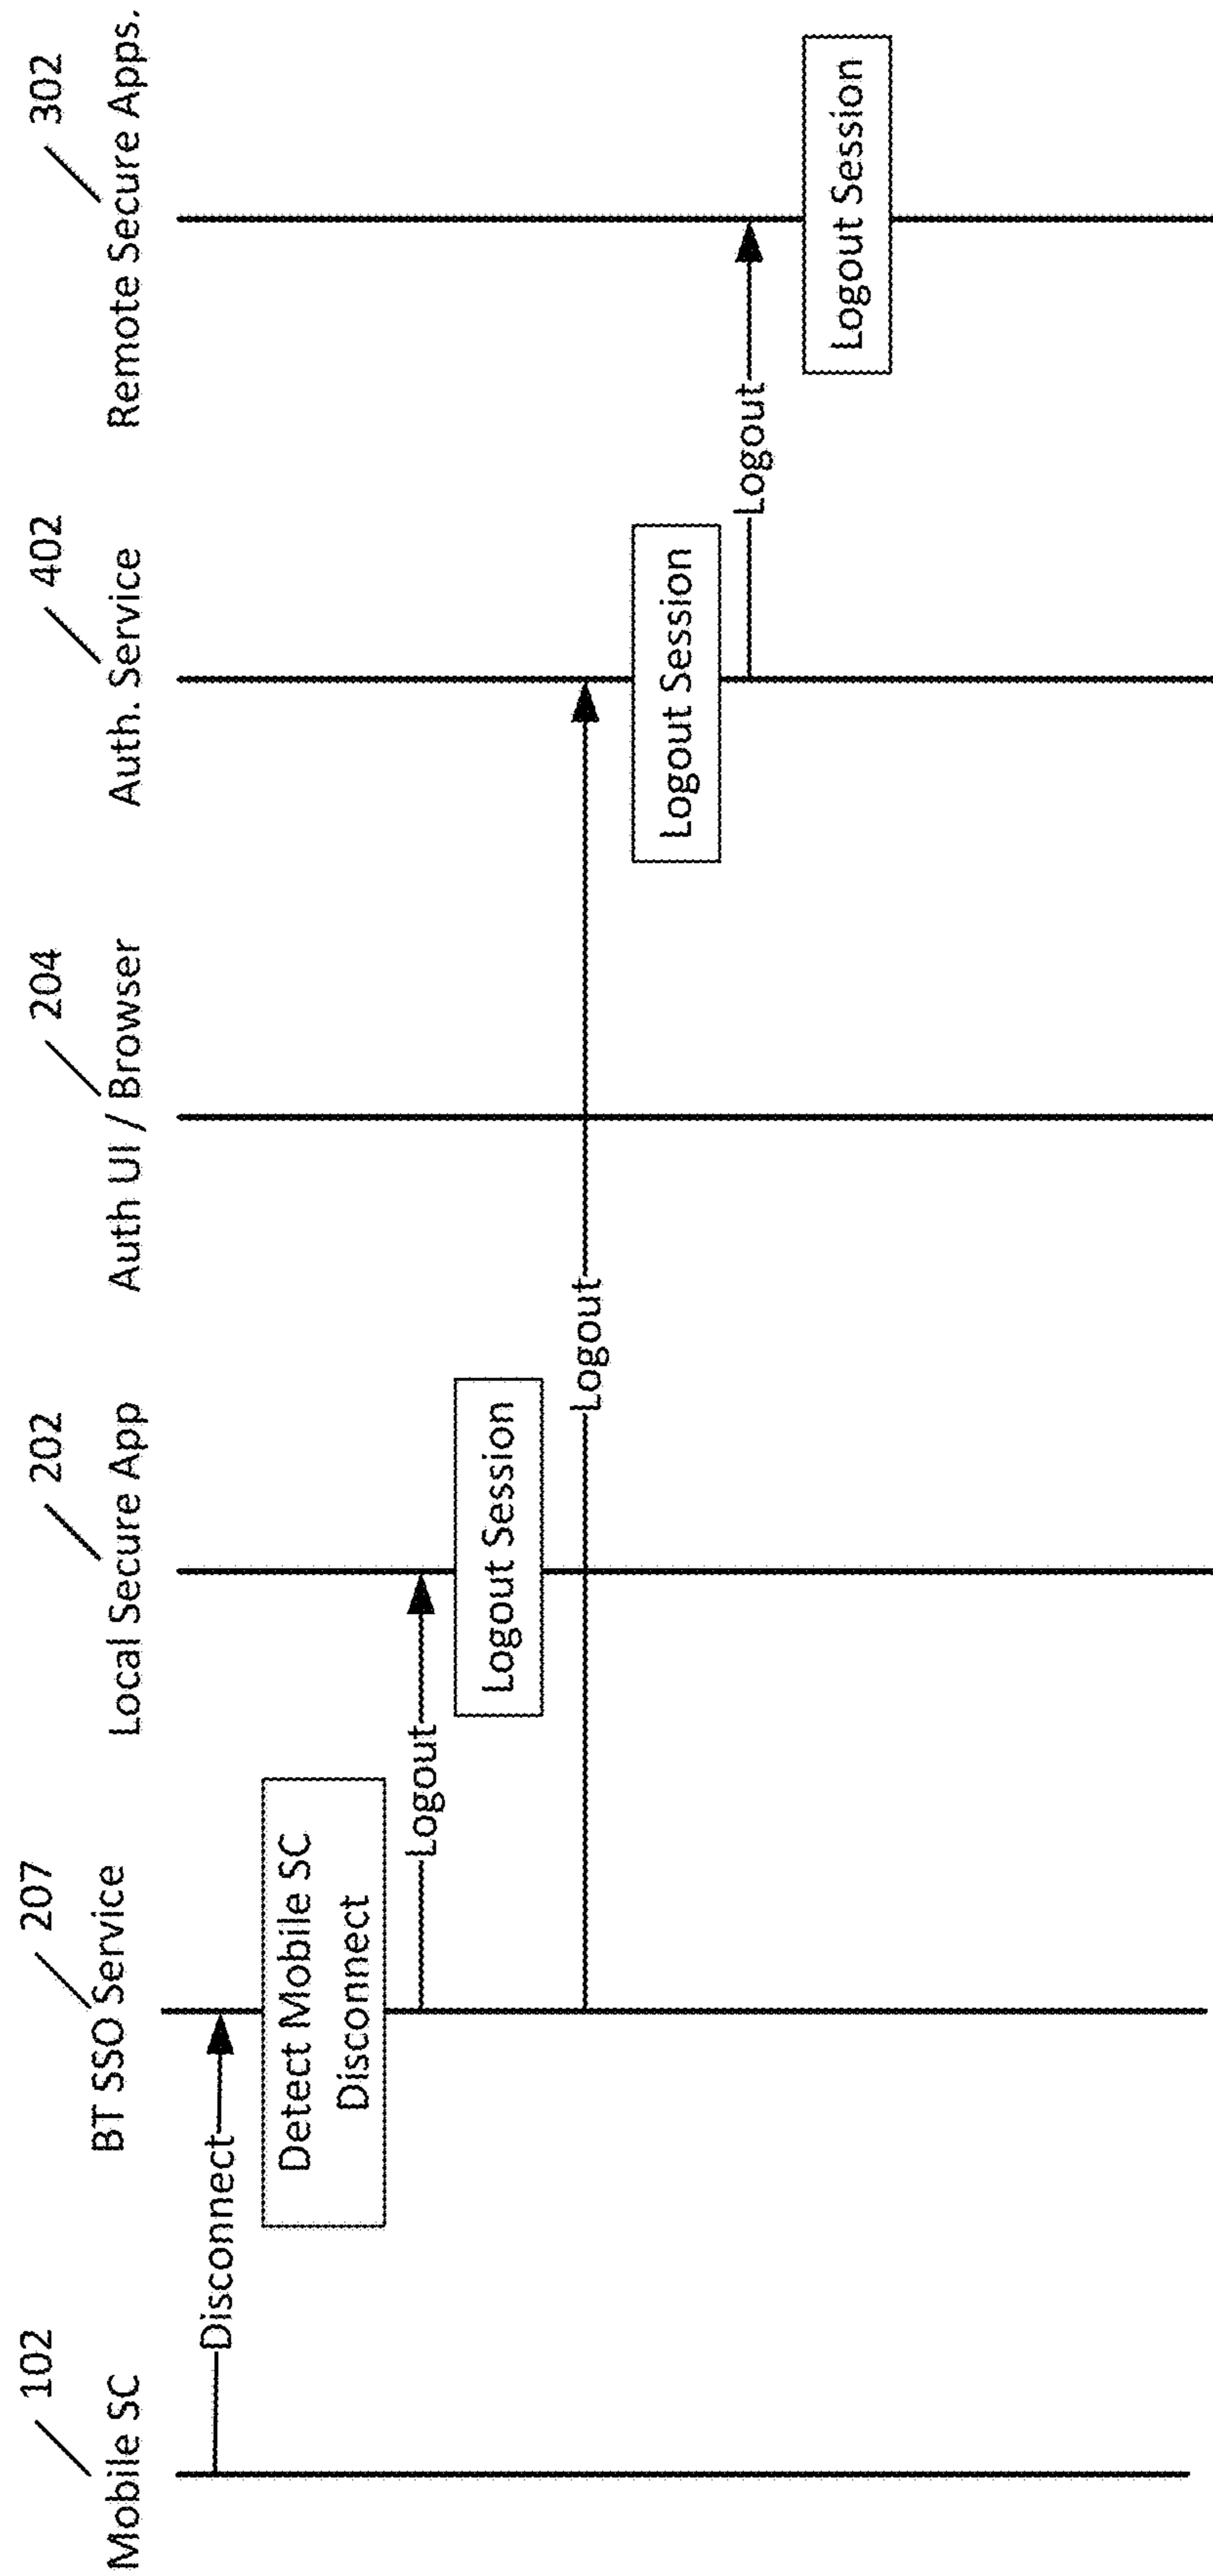 102
Mobile SC
207
BT SSO Service
202
Local Secure App
204
Auth UI / Browser
402
Auth. Service
302
Remote Secure Apps.
Disconnect
Detect Mobile SC
Disconnect
Logout
Logout Session
Logout
Logout Session
Logout
Logout Session